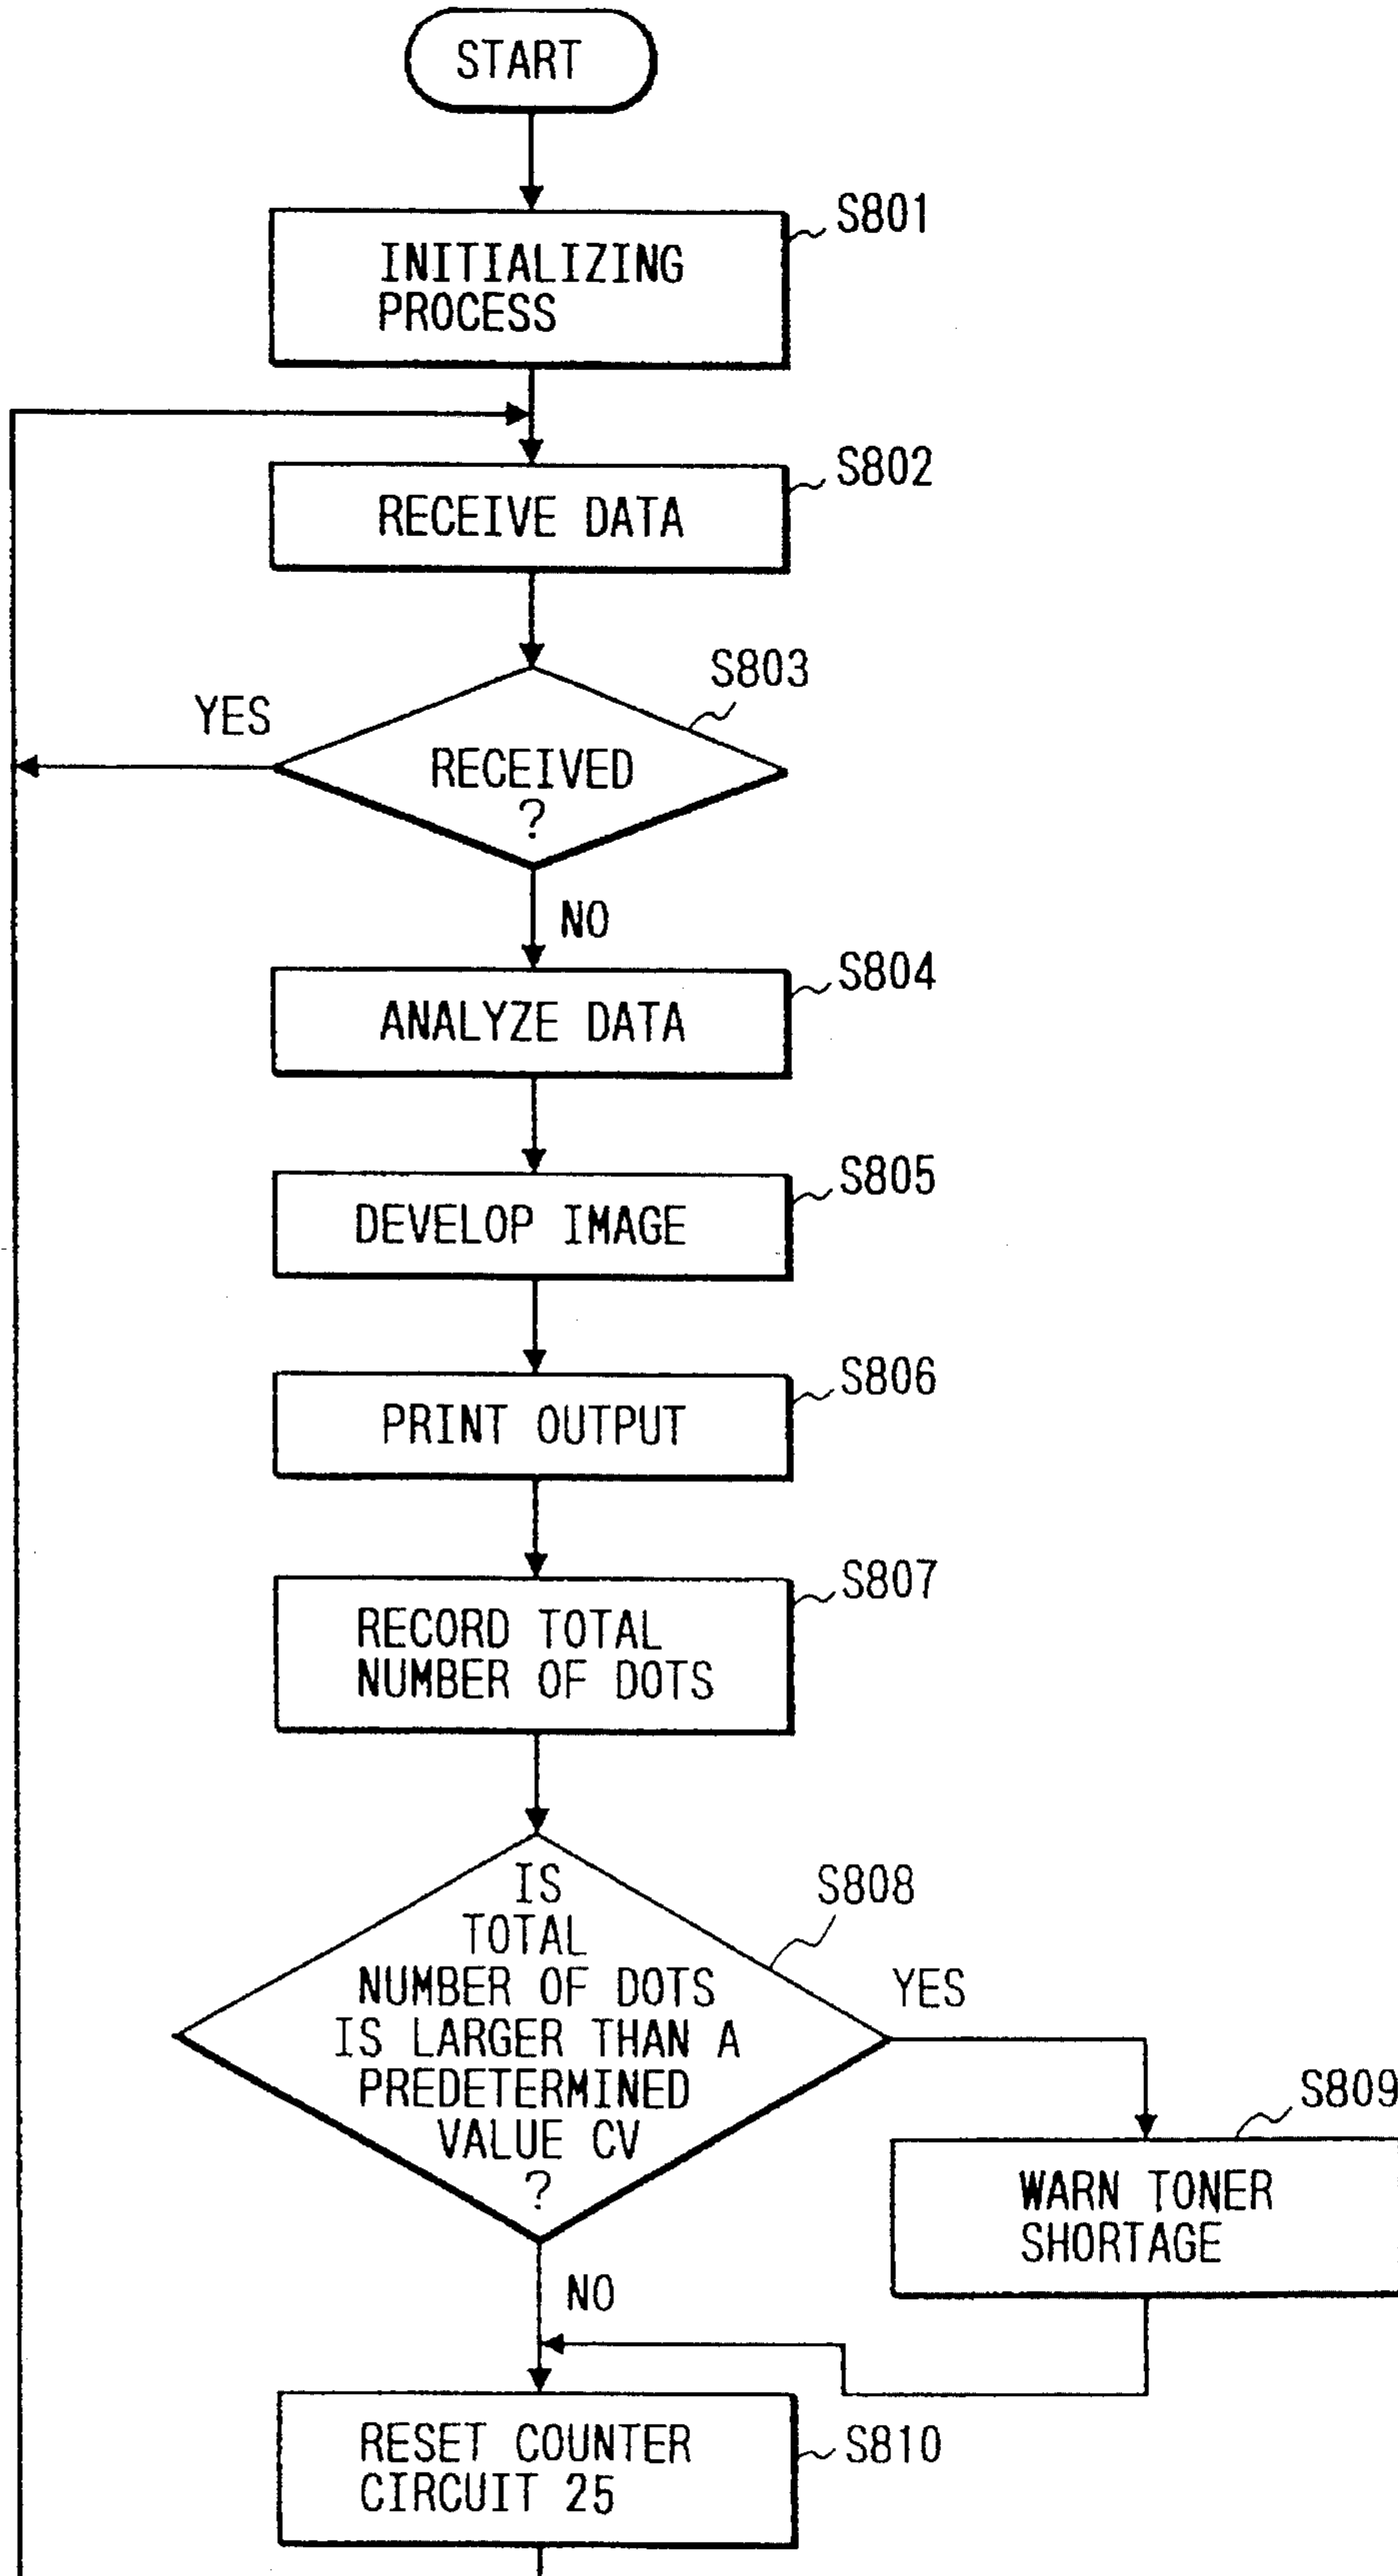 START
S801
INITIALIZING
PROCESS
S802
RECEIVE DATA
S803
YES
RECEIVED
?
NO
S804
ANALYZE DATA
S805
DEVELOP IMAGE
S806
PRINT OUTPUT
S807
RECORD TOTAL
NUMBER OF DOTS
S808
IS
TOTAL
NUMBER OF DOTS
IS LARGER THAN A
PREDETERMINED
VALUE CV
?
YES
S809
WARN TONER
SHORTAGE
NO
S810
RESET COUNTER
CIRCUIT 25